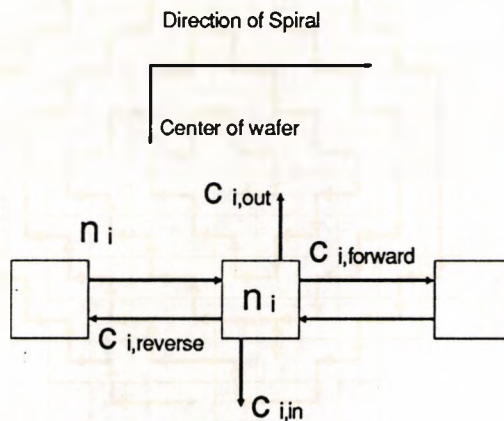 Direction of Spiral
Center of wafer
c i,out
n i
c i,forward
n i
c i,reverse
c i,in